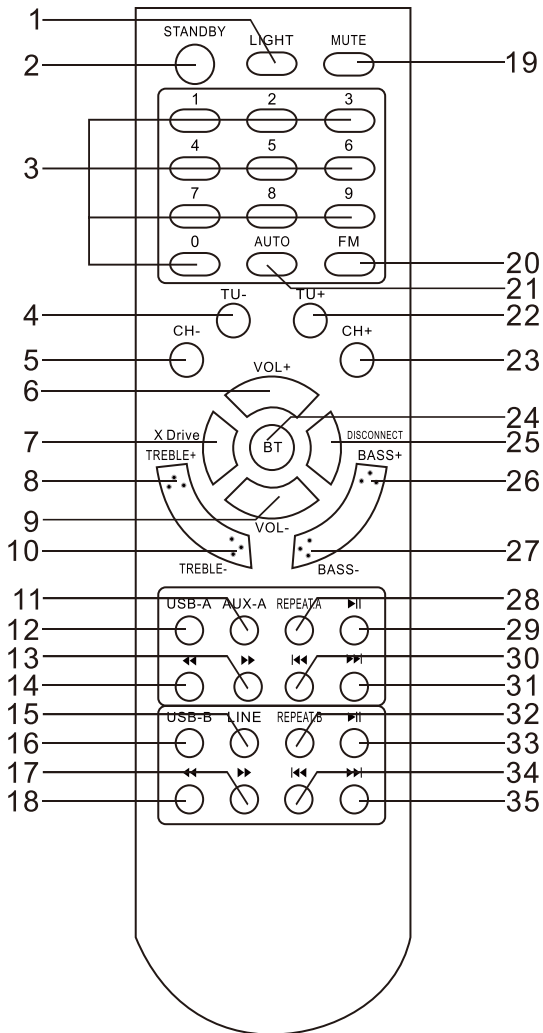 1 STANDBY LIGHT MUTE
2 19
1 2 3
4 5 6
3
7 8 9
0 AUTO FM
20
21
TU- TU+
4 22
CH- CH+
5 23
VOL+
6
24
7 X Drive BT DISCONNECT 25
TREBLE+ BASS+
8 26
9 VOL-
10 27
TREBLE- BASS-
11 USB-A AUX-A REPEAT.A ▶II 28
12 29
13 ◀◀ ▶▶ I◀◀ ▶▶I 30
14 31
15 USB-B LINE REPEAT.B ▶II 32
16 33
17 ◀◀ ▶▶ I◀◀ ▶▶I 34
18 35